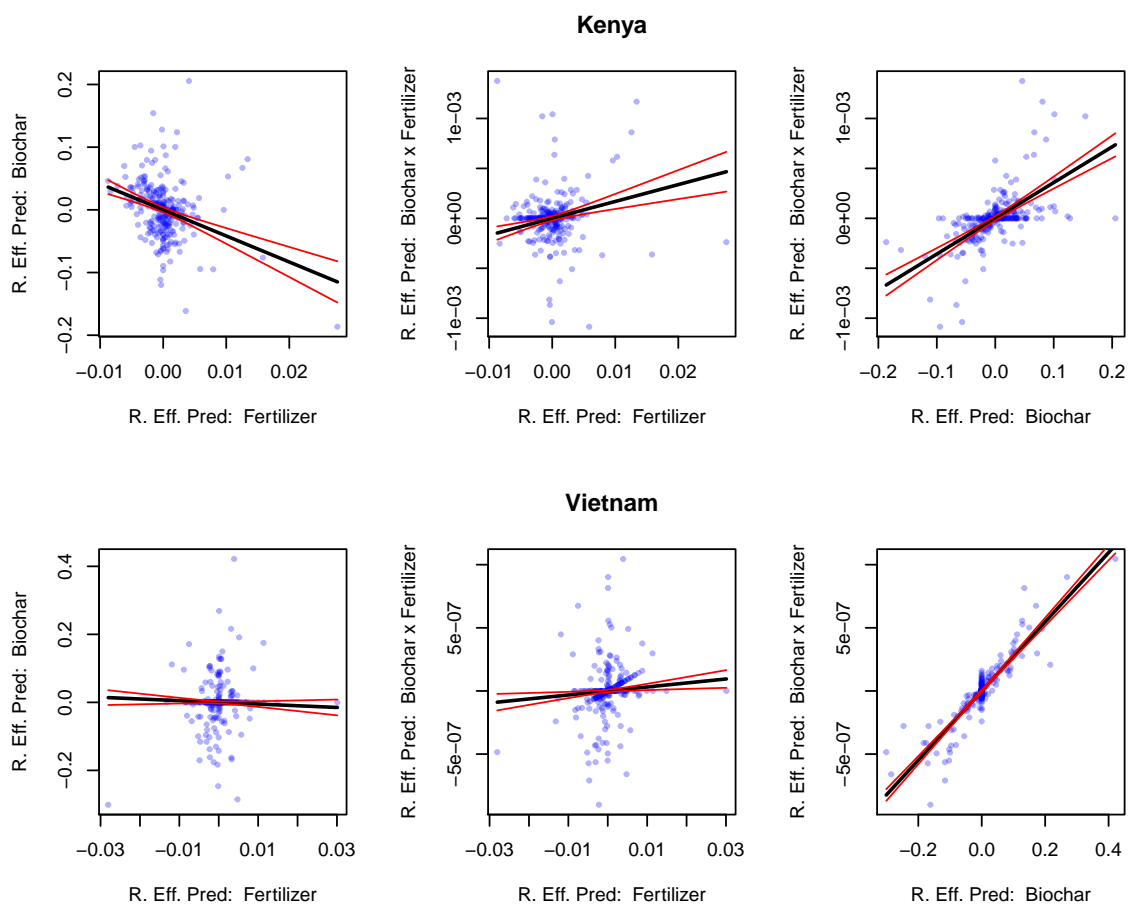 Kenya
R. Eff. Pred:  Biochar
0.2
0.1
0.0
−0.1
−0.2
−0.01
0.00
0.01
0.02
R. Eff. Pred:  Fertilizer
R. Eff. Pred:  Biochar x Fertilizer
1e−03
0e+00
−1e−03
−0.01
0.00
0.01
0.02
R. Eff. Pred:  Fertilizer
R. Eff. Pred:  Biochar x Fertilizer
1e−03
0e+00
−1e−03
−0.2
−0.1
0.0
0.1
0.2
R. Eff. Pred:  Biochar
Vietnam
R. Eff. Pred:  Biochar
0.4
0.2
0.0
−0.2
−0.03
−0.01
0.01
0.03
R. Eff. Pred:  Fertilizer
R. Eff. Pred:  Biochar x Fertilizer
5e−07
−5e−07
−0.03
−0.01
0.01
0.03
R. Eff. Pred:  Fertilizer
R. Eff. Pred:  Biochar x Fertilizer
5e−07
−5e−07
−0.2
0.0
0.2
0.4
R. Eff. Pred:  Biochar